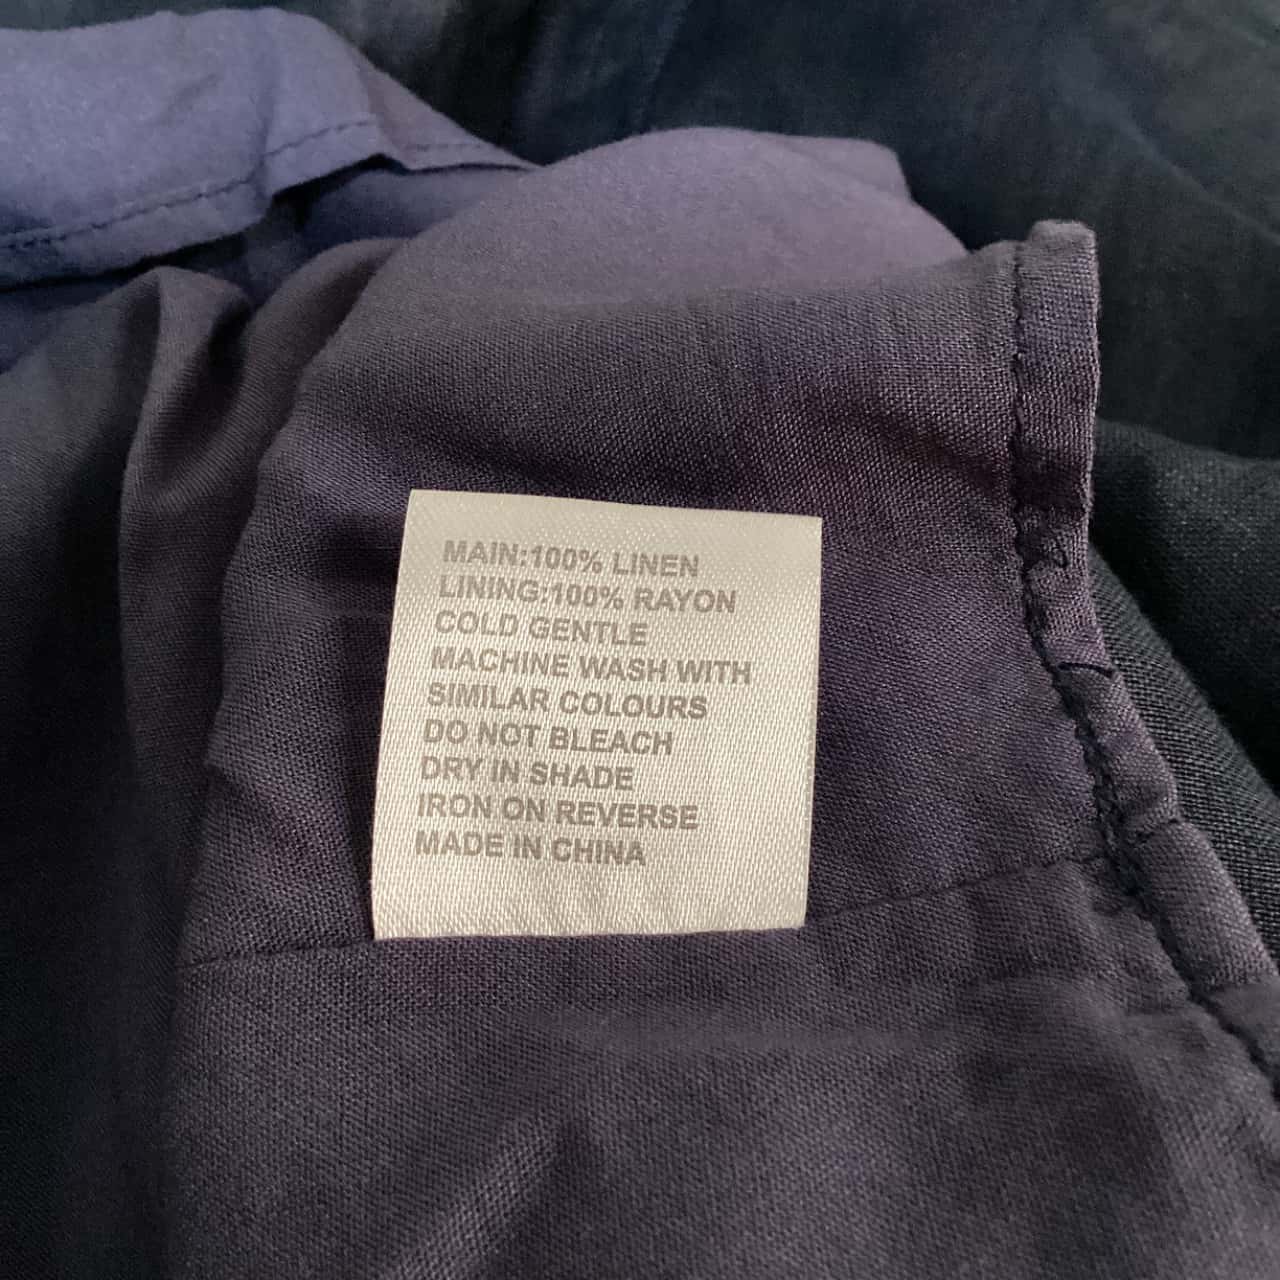 MAIN:100% LINEN
LINING:100% RAYON
COLD GENTLE
MACHINE WASH WITH
SIMILAR COLOURS
DO NOT BLEACH
DRY IN SHADE
IRON ON REVERSE
MADE IN CHINA